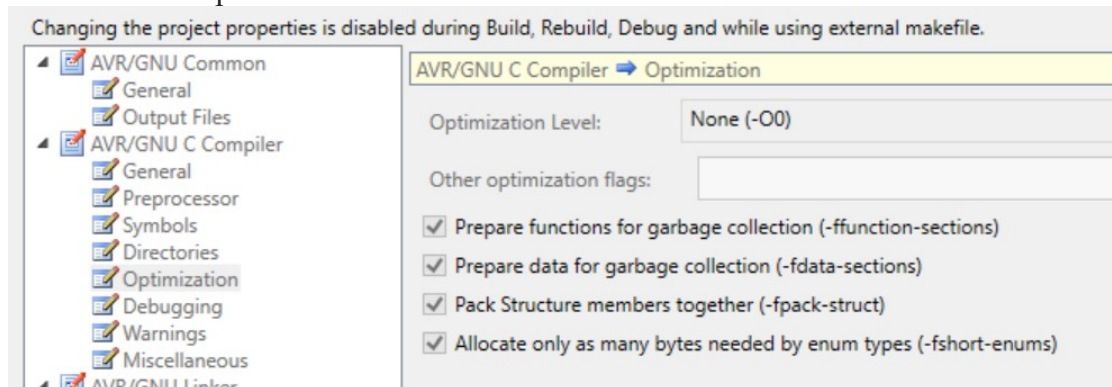 Changing the project properties is disabled during Build, Rebuild, Debug and while using external makefile.
AVR/GNU Common
General
Output Files
AVR/GNU C Compiler
General
Preprocessor
Symbols
Directories
Optimization
Debugging
Warnings
Miscellaneous
AVR/GNU Linker
AVR/GNU C Compiler ➡ Optimization
Optimization Level: None (-O0)
Other optimization flags:
Prepare functions for garbage collection (-ffunction-sections)
Prepare data for garbage collection (-fdata-sections)
Pack Structure members together (-fpack-struct)
Allocate only as many bytes needed by enum types (-fshort-enums)